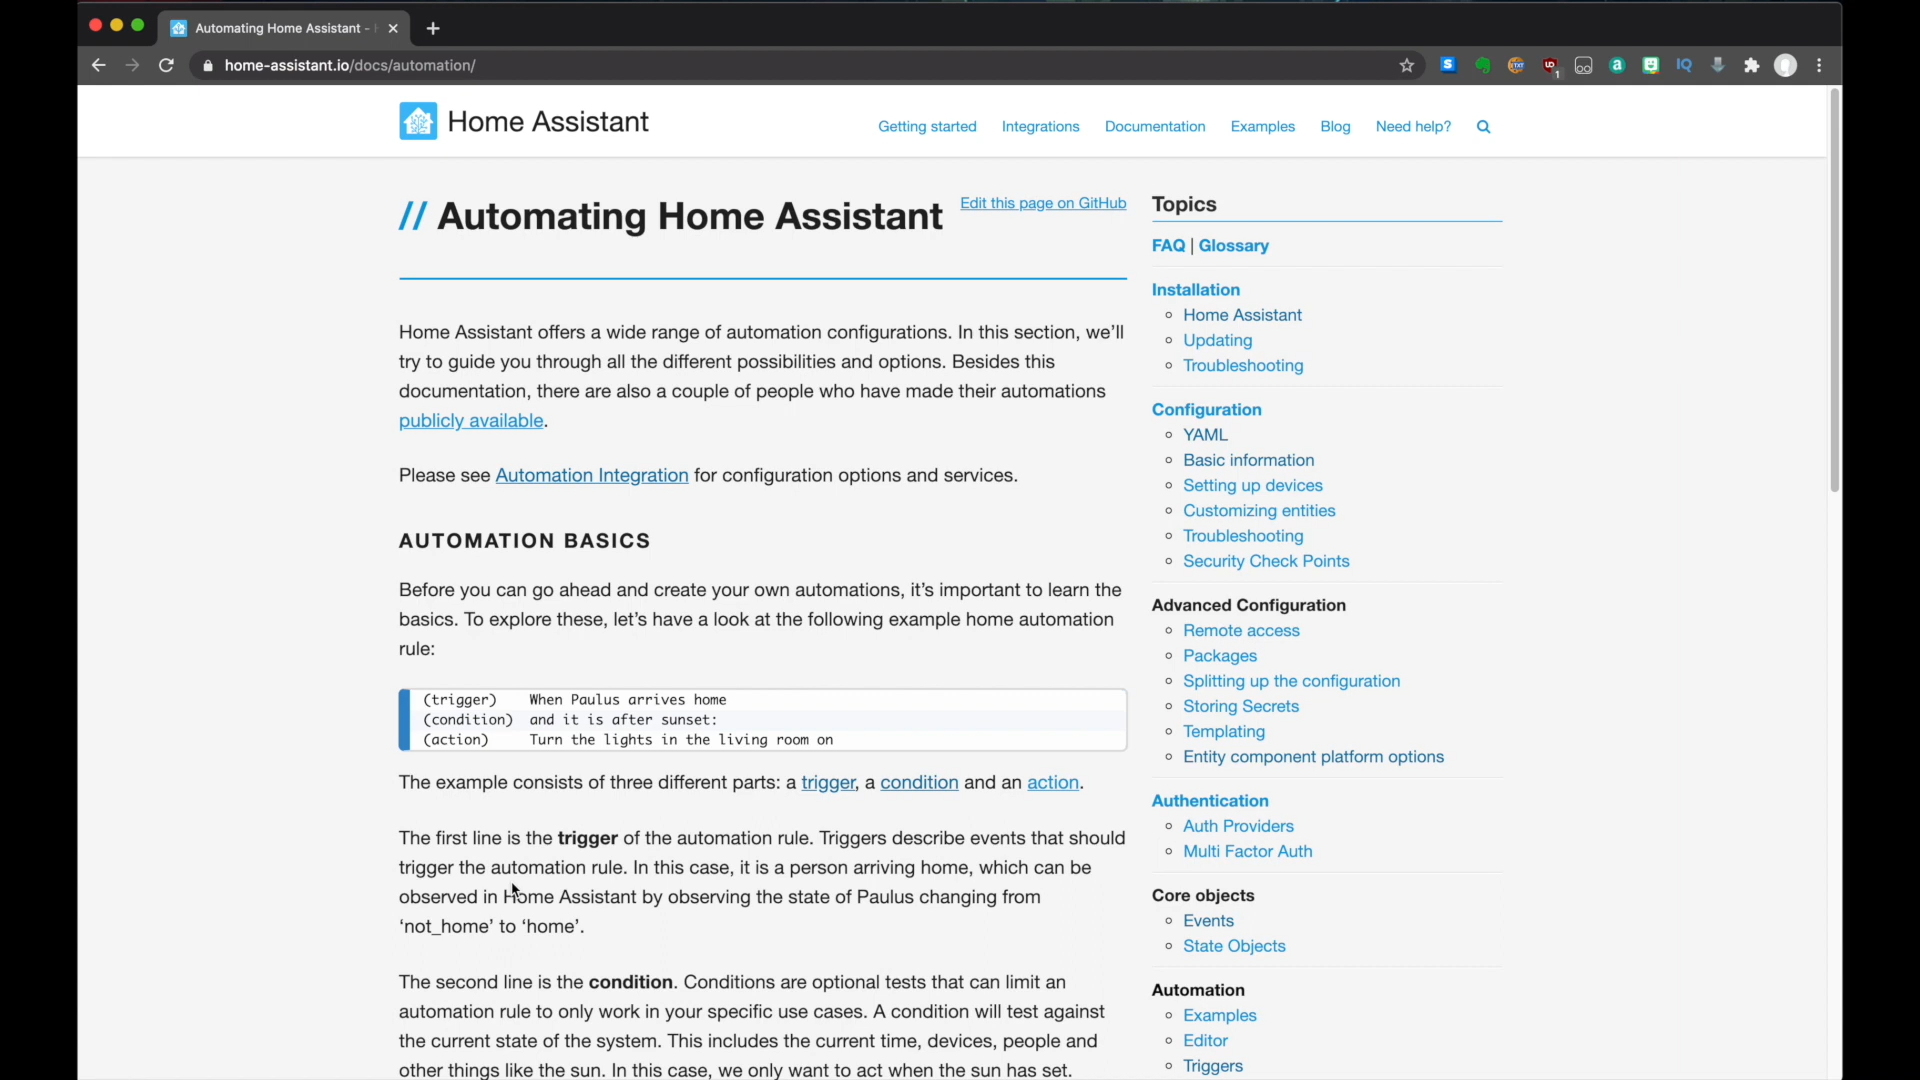 Automating Home Assistant -
home-assistant.io/docs/automation/
Home Assistant
Getting started
Integrations
Documentation
Examples
Blog
Need help?
// Automating Home Assistant
Edit this page on GitHub
Home Assistant offers a wide range of automation configurations. In this section, we’ll
try to guide you through all the different possibilities and options. Besides this
documentation, there are also a couple of people who have made their automations
publicly available.
Please see Automation Integration for configuration options and services.
AUTOMATION BASICS
Before you can go ahead and create your own automations, it’s important to learn the
basics. To explore these, let’s have a look at the following example home automation
rule:
(trigger) When Paulus arrives home
(condition) and it is after sunset:
(action) Turn the lights in the living room on
The example consists of three different parts: a trigger, a condition and an action.
The first line is the trigger of the automation rule. Triggers describe events that should
trigger the automation rule. In this case, it is a person arriving home, which can be
observed in Home Assistant by observing the state of Paulus changing from
‘not_home’ to ‘home’.
The second line is the condition. Conditions are optional tests that can limit an
automation rule to only work in your specific use cases. A condition will test against
the current state of the system. This includes the current time, devices, people and
other things like the sun. In this case, we only want to act when the sun has set.
Topics
FAQ | Glossary
Installation
Home Assistant
Updating
Troubleshooting
Configuration
YAML
Basic information
Setting up devices
Customizing entities
Troubleshooting
Security Check Points
Advanced Configuration
Remote access
Packages
Splitting up the configuration
Storing Secrets
Templating
Entity component platform options
Authentication
Auth Providers
Multi Factor Auth
Core objects
Events
State Objects
Automation
Examples
Editor
Triggers